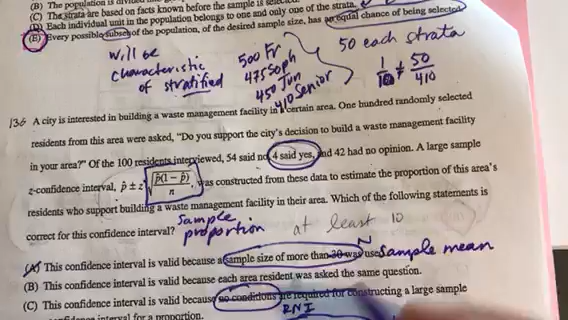 (B) The population is divided into
(C) The strata are based on facts known before the sample is selected.
(D) Each individual unit in the population belongs to one and only one of the strata.
(E) Every possible subset of the population, of the desired sample size, has an equal chance of being selected
will be
characteristic
of stratified
500 Fr
475 Soph
450 Jun
410 Senior
50 each strata
1/10 ≠ 50/410
136 A city is interested in building a waste management facility in a certain area. One hundred randomly selected
residents from this area were asked, "Do you support the city's decision to build a waste management facility
in your area?" Of the 100 residents interviewed, 54 said no, 4 said yes, and 42 had no opinion. A large sample
z-confidence interval, p̂ ± z √(p̂(1 − p̂)/n), was constructed from these data to estimate the proportion of this area's
residents who support building a waste management facility in their area. Which of the following statements is
correct for this confidence interval?
Sample
proportion
at least 10
(A) This confidence interval is valid because a sample size of more than 30 was used
sample mean
(B) This confidence interval is valid because each area resident was asked the same question.
(C) This confidence interval is valid because no conditions are required for constructing a large sample
confidence interval for a proportion.